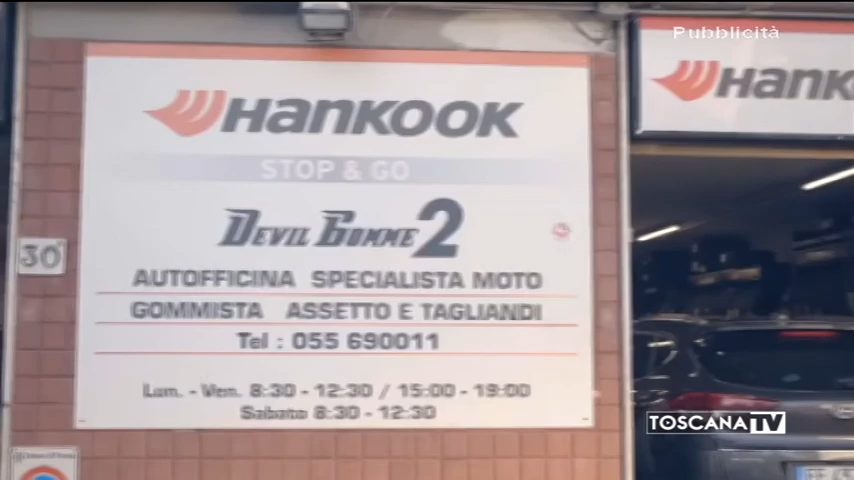 Pubblicità
HANKOOK
HANKOOK
STOP & GO
DEVIL GOMME 2
30
AUTOFFICINA SPECIALISTA MOTO
GOMMISTA ASSETTO E TAGLIANDI
Tel : 055 690011
Lun. - Ven. 8:30 - 12:30 / 15:00 - 19:00
Sabato 8:30 - 12:30
TOSCANA TV